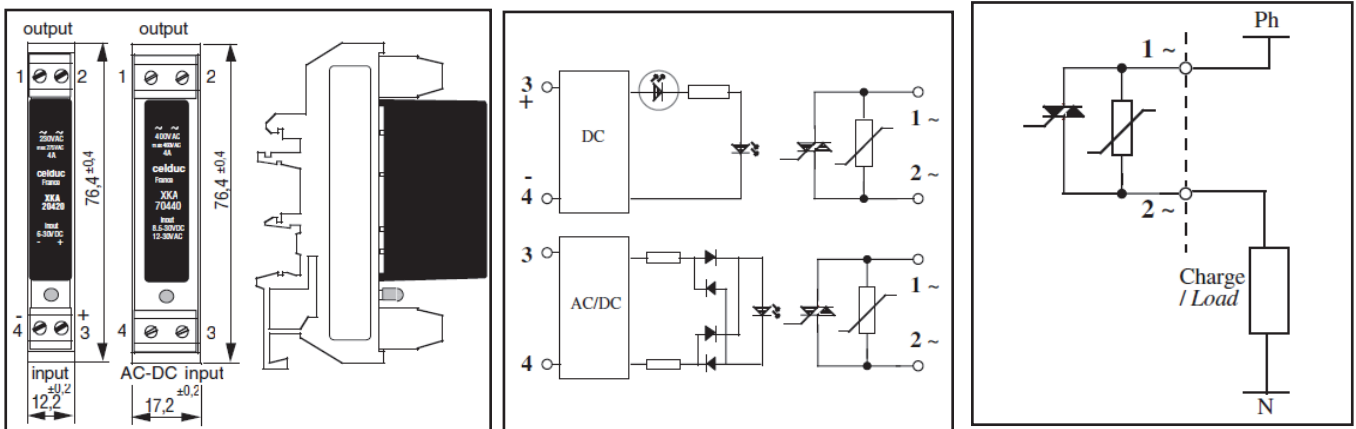 output
1
2
~ ~
230VAC
max 275VAC
4A
celduc
France
XKA
20420
Input
6-30VDC
- +
-
+
4
3
input
±0,2
12,2
76,4 ±0,4
output
1
2
~ ~
400VAC
max 460VAC
4A
celduc
France
XKA
70440
Input
8.5-30VDC
12-30VAC
4
3
AC-DC input
±0,2
17,2
76,4 ±0,4
3
+
DC
-
4
1 ~
2 ~
3
AC/DC
4
1 ~
2 ~
Ph
1 ~
2 ~
Charge
/ Load
N